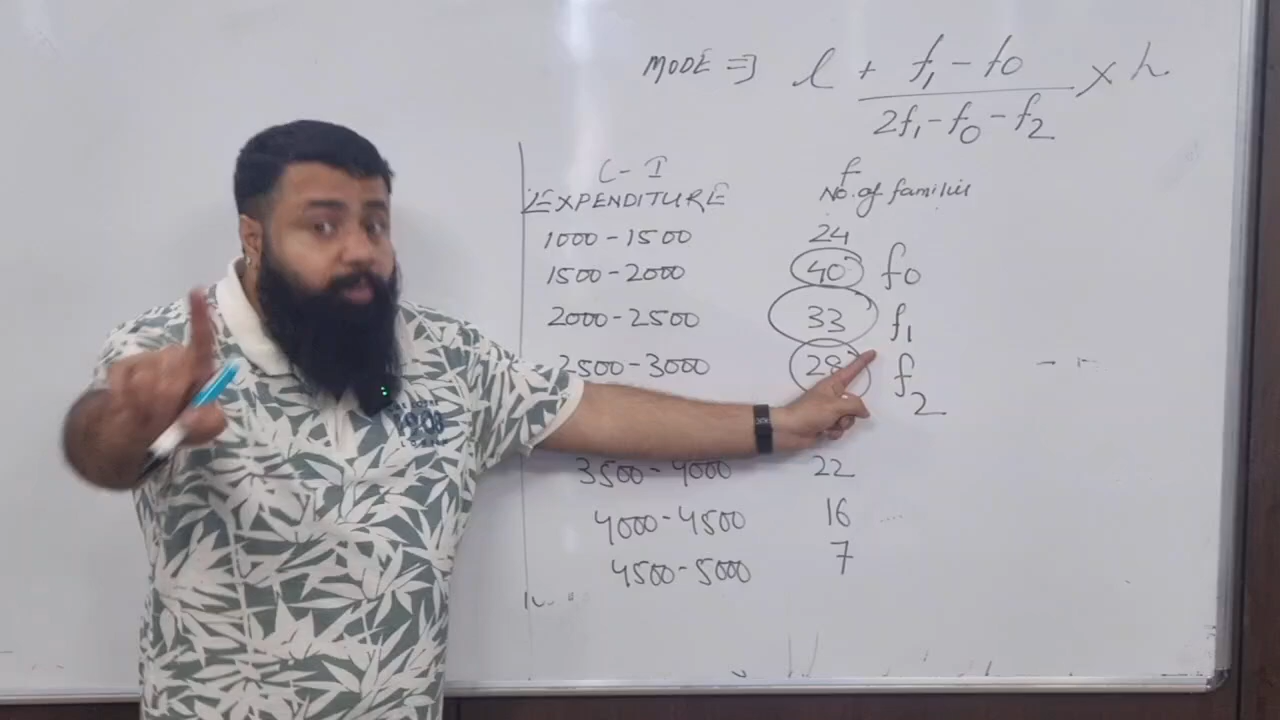 MODE ⇒ l + f₁ - f0 / 2f₁ - f₀ - f₂ × h
C-I f
EXPENDITURE No. of families
1000-1500 24
1500-2000 40 f0
2000-2500 33 f₁
2500-3000 28 f₂
3500-4000 22
4000-4500 16
4500-5000 7